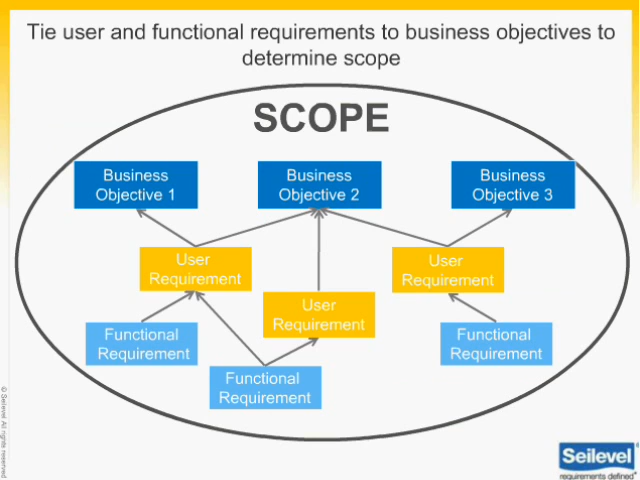 Tie user and functional requirements to business objectives to
determine scope
SCOPE
Business
Objective 1
Business
Objective 2
Business
Objective 3
User
Requirement
User
Requirement
User
Requirement
Functional
Requirement
Functional
Requirement
Functional
Requirement
© Seilevel All rights reserved
Seilevel®
requirements defined